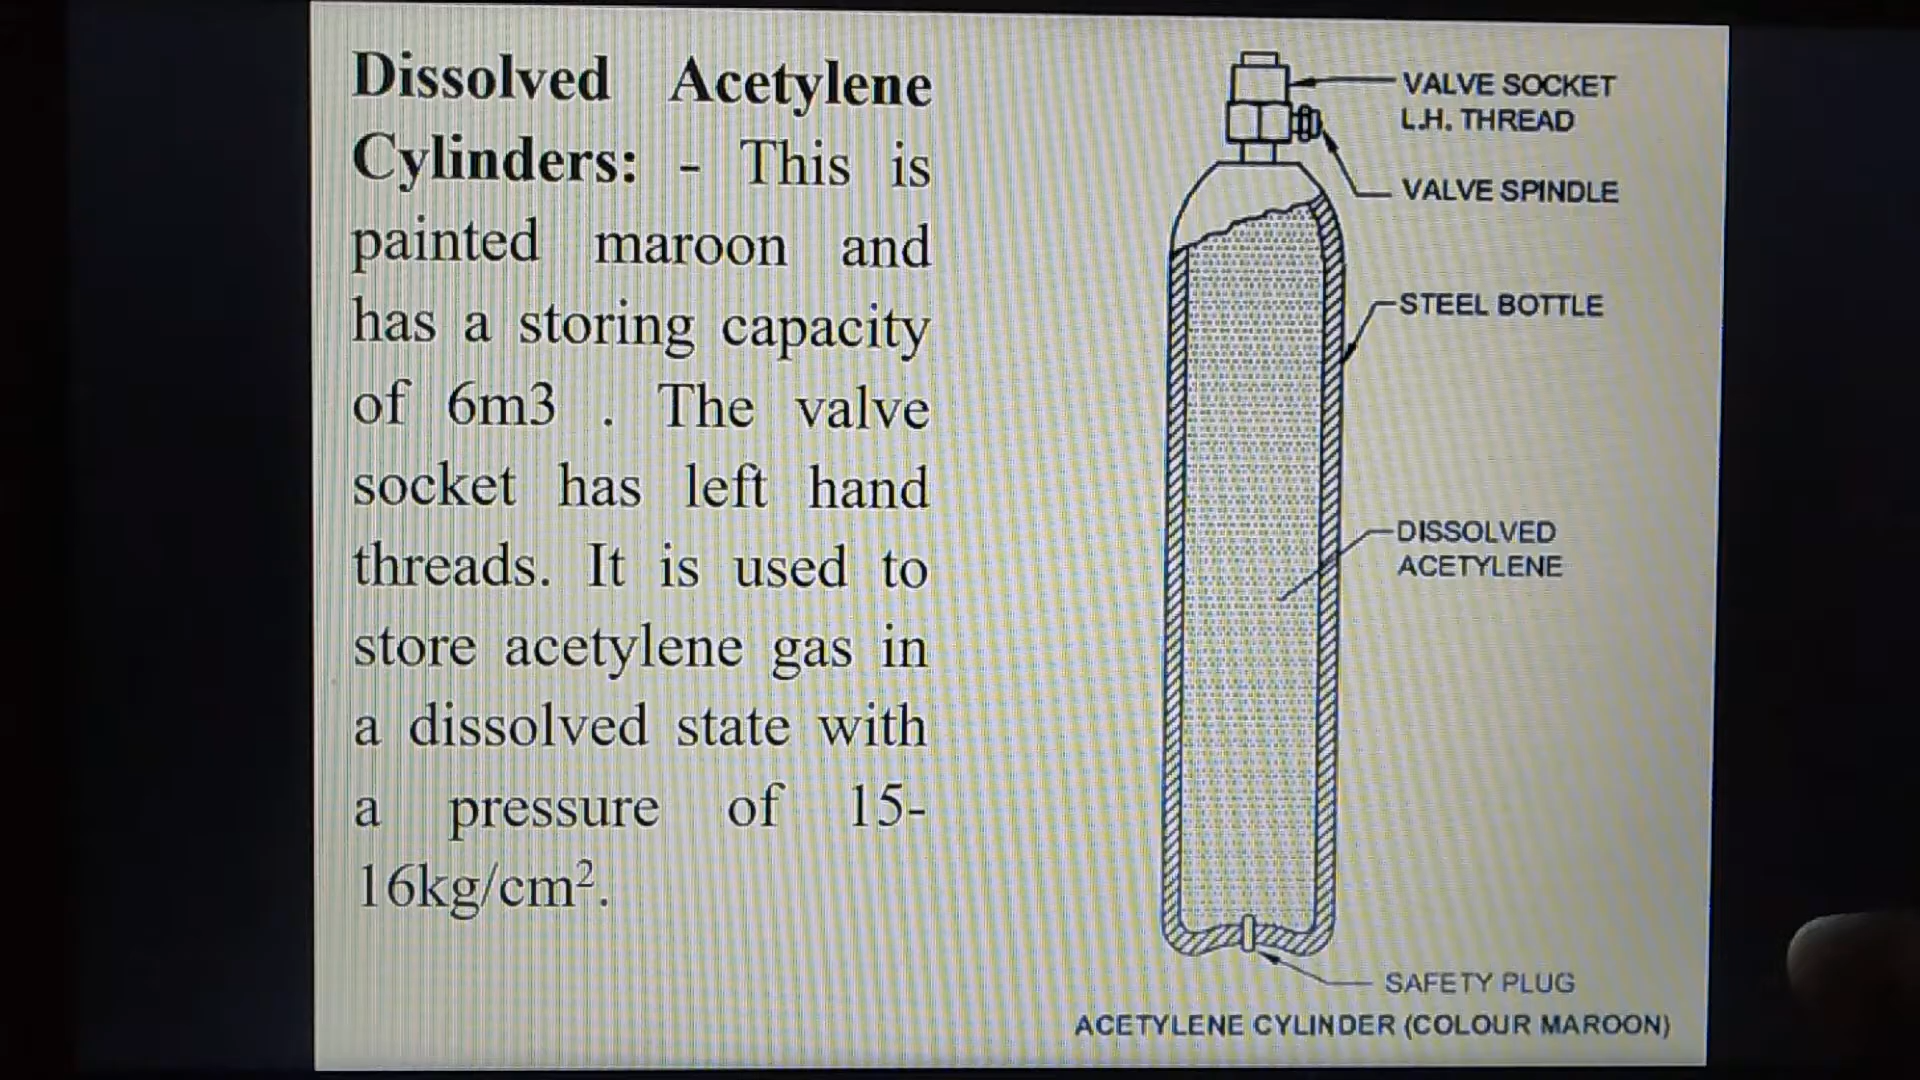 Dissolved Acetylene
Cylinders: - This is
painted maroon and
has a storing capacity
of 6m3 . The valve
socket has left hand
threads. It is used to
store acetylene gas in
a dissolved state with
a pressure of 15-
16kg/cm².
VALVE SOCKET
L.H. THREAD
VALVE SPINDLE
STEEL BOTTLE
DISSOLVED
ACETYLENE
SAFETY PLUG
ACETYLENE CYLINDER (COLOUR MAROON)